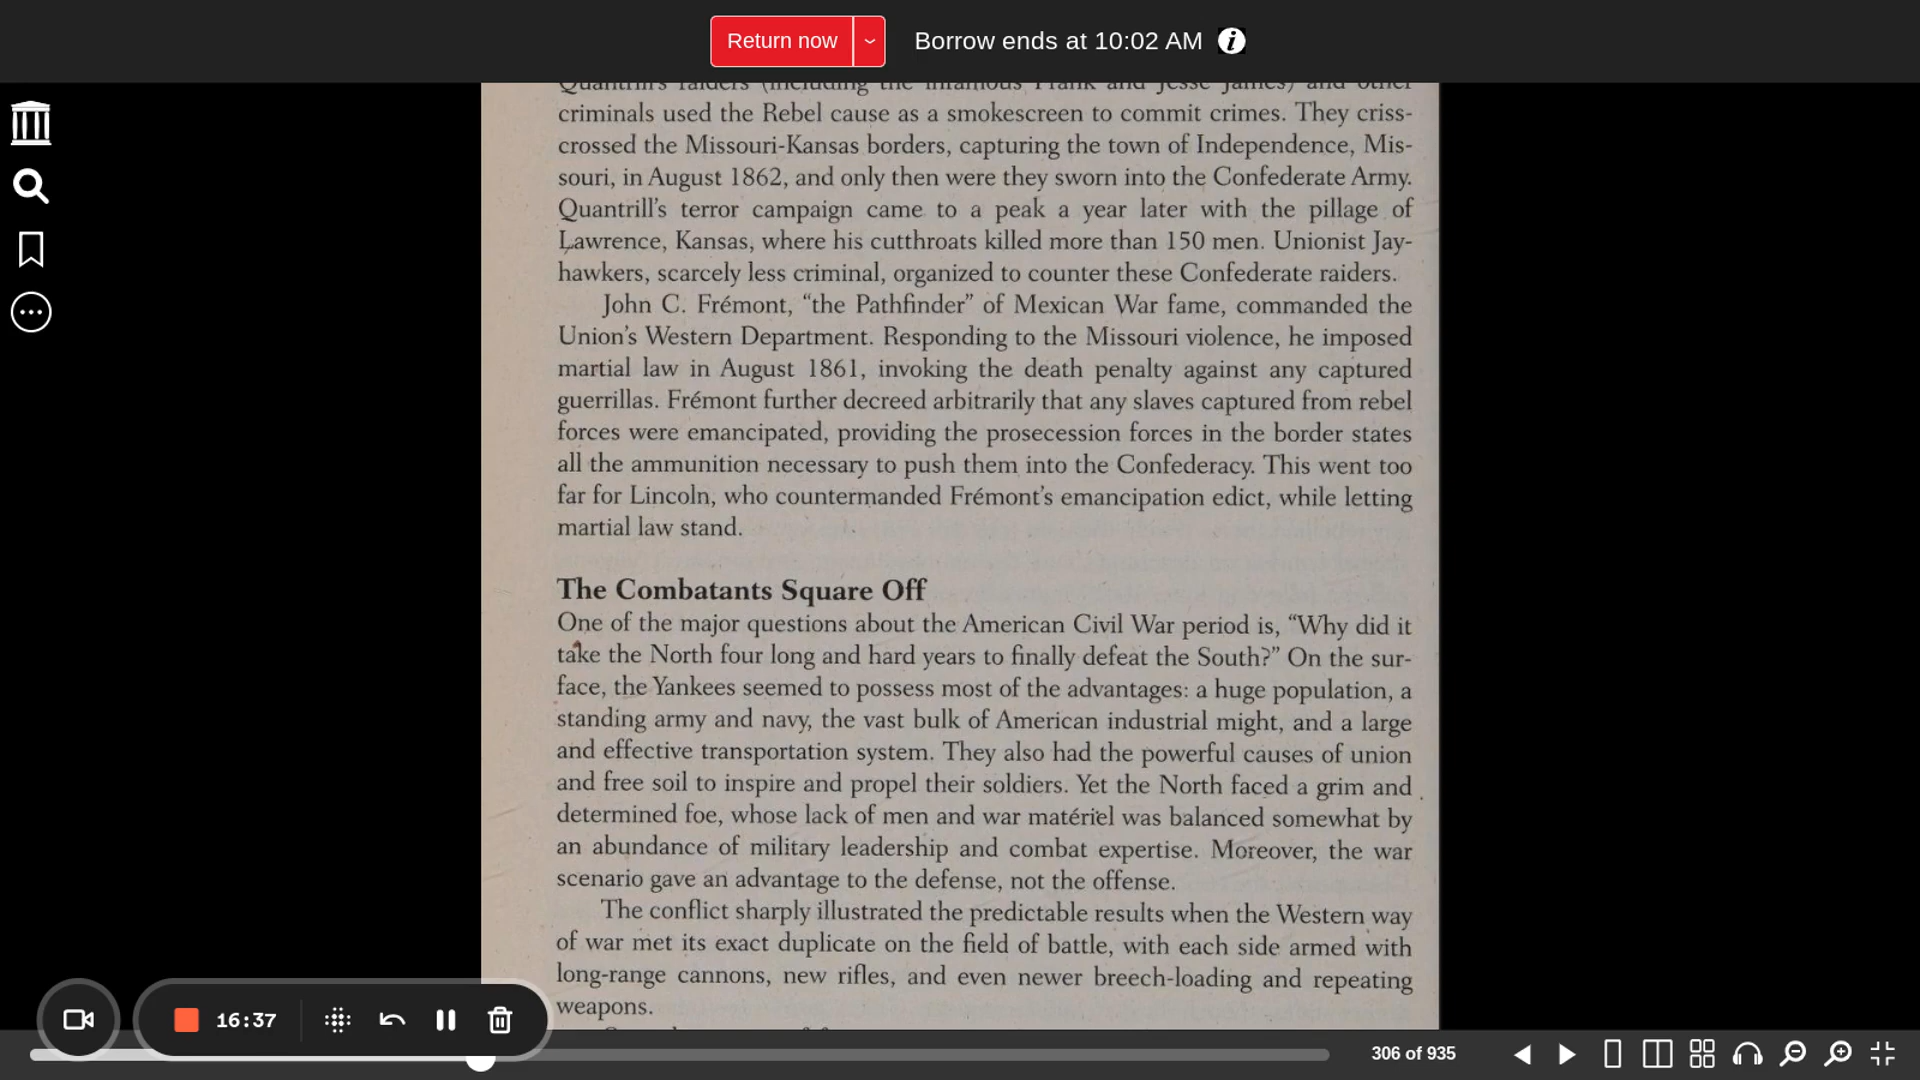 Return now
Borrow ends at 10:02 AM
Quantrill's raiders (including the infamous Frank and Jesse James) and other
criminals used the Rebel cause as a smokescreen to commit crimes. They criss-
crossed the Missouri-Kansas borders, capturing the town of Independence, Mis-
souri, in August 1862, and only then were they sworn into the Confederate Army.
Quantrill's terror campaign came to a peak a year later with the pillage of
Lawrence, Kansas, where his cutthroats killed more than 150 men. Unionist Jay-
hawkers, scarcely less criminal, organized to counter these Confederate raiders.
John C. Frémont, “the Pathfinder” of Mexican War fame, commanded the
Union's Western Department. Responding to the Missouri violence, he imposed
martial law in August 1861, invoking the death penalty against any captured
guerrillas. Frémont further decreed arbitrarily that any slaves captured from rebel
forces were emancipated, providing the prosecession forces in the border states
all the ammunition necessary to push them into the Confederacy. This went too
far for Lincoln, who countermanded Frémont's emancipation edict, while letting
martial law stand.
The Combatants Square Off
One of the major questions about the American Civil War period is, “Why did it
take the North four long and hard years to finally defeat the South?” On the sur-
face, the Yankees seemed to possess most of the advantages: a huge population, a
standing army and navy, the vast bulk of American industrial might, and a large
and effective transportation system. They also had the powerful causes of union
and free soil to inspire and propel their soldiers. Yet the North faced a grim and
determined foe, whose lack of men and war matériel was balanced somewhat by
an abundance of military leadership and combat expertise. Moreover, the war
scenario gave an advantage to the defense, not the offense.
The conflict sharply illustrated the predictable results when the Western way
of war met its exact duplicate on the field of battle, with each side armed with
long-range cannons, new rifles, and even newer breech-loading and repeating
weapons.
16:37
306 of 935